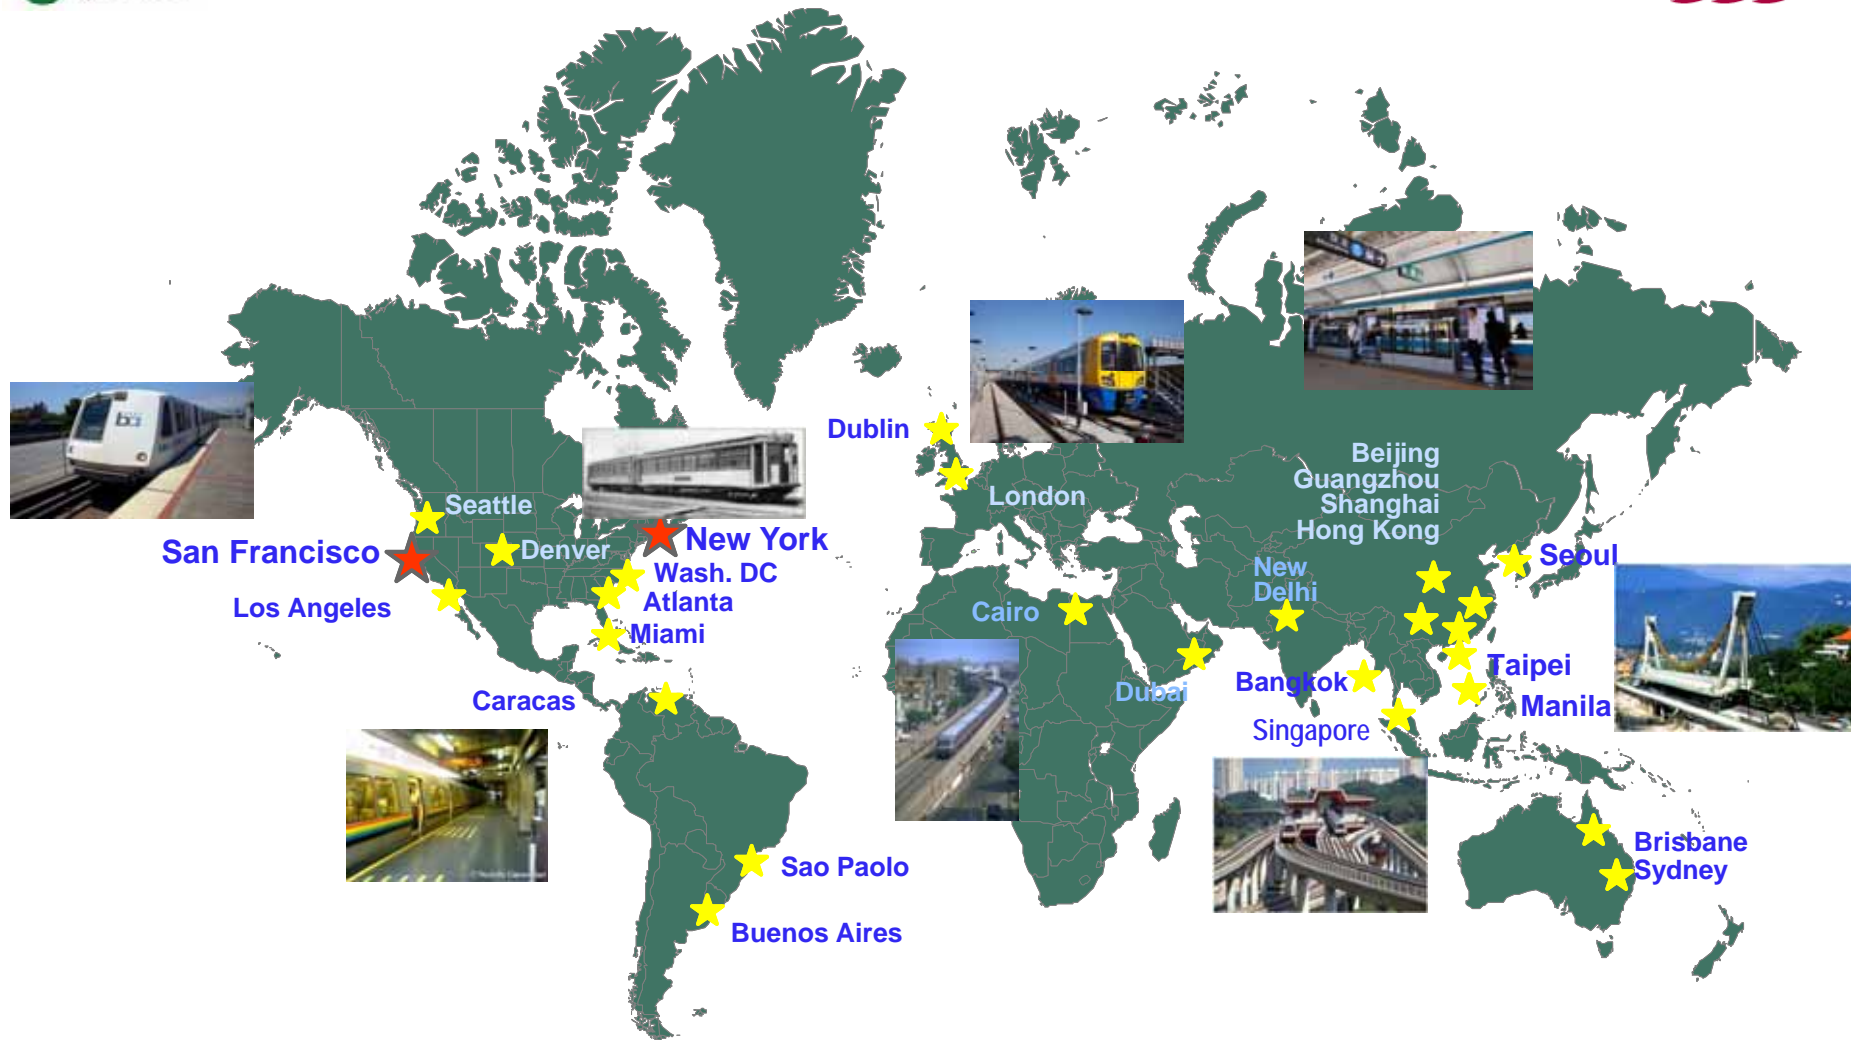 Dublin
Beijing
Guangzhou
Shanghai
Hong Kong
London
Seattle
San Francisco
Denver
New York
Seoul
Wash. DC
New
Delhi
Los Angeles
Atlanta
Cairo
Miami
Taipei
Bangkok
Dubai
Caracas
Manila
Singapore
Brisbane
Sydney
Sao Paolo
Buenos Aires